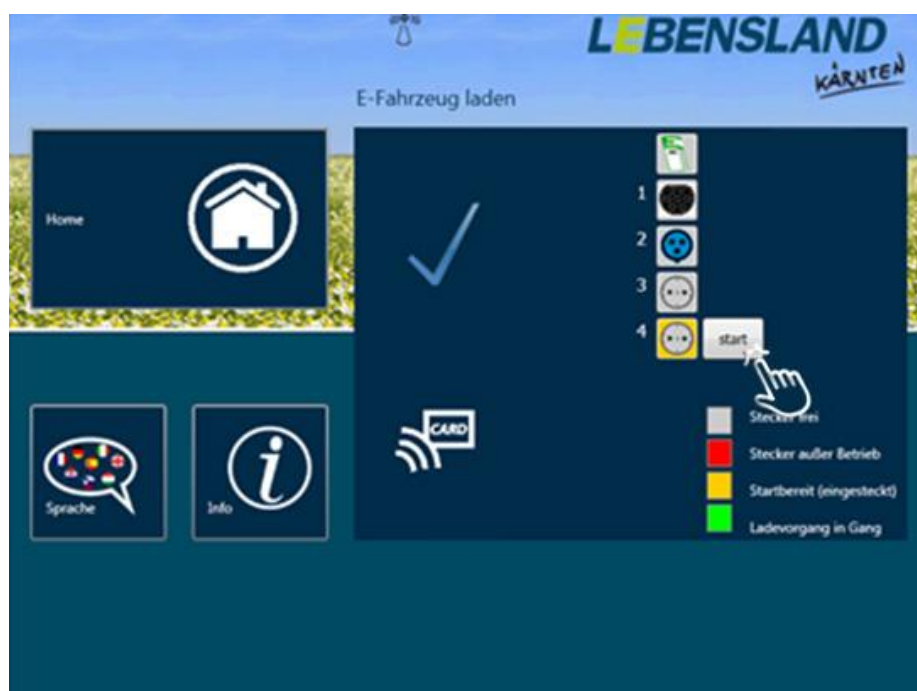 LEBENSLAND
KÄRNTEN
E-Fahrzeug laden
Home
1
2
3
4
start
CARD
Stecker frei
Stecker außer Betrieb
Startbereit (eingesteckt)
Ladevorgang in Gang
Sprache
Info